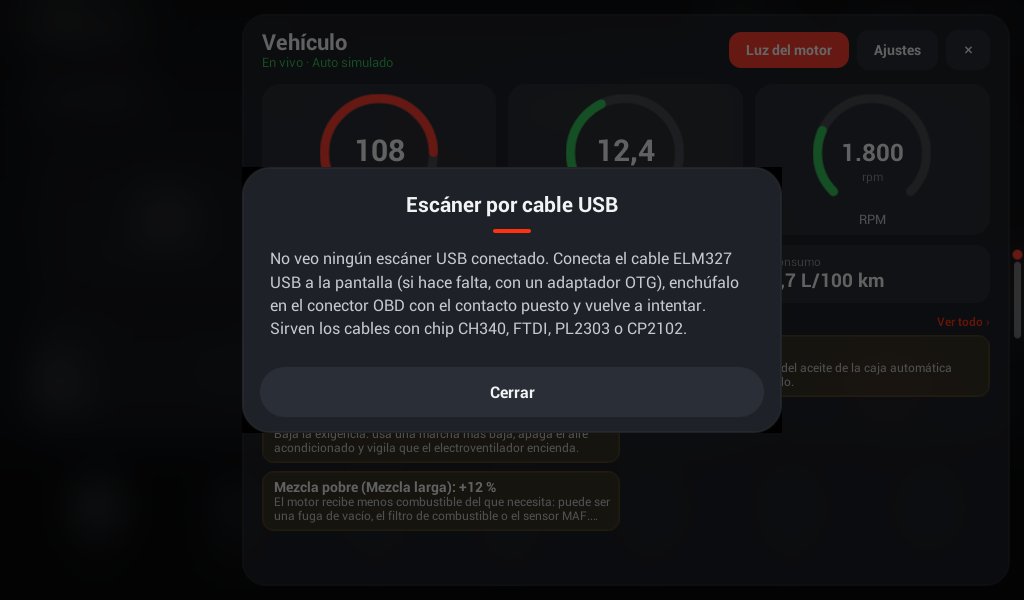 Vehículo
En vivo · Auto simulado
Luz del motor
Ajustes
×
108
12,4
1.800
rpm
RPM
Escáner por cable USB
No veo ningún escáner USB conectado. Conecta el cable ELM327
USB a la pantalla (si hace falta, con un adaptador OTG), enchúfalo
en el conector OBD con el contacto puesto y vuelve a intentar.
Sirven los cables con chip CH340, FTDI, PL2303 o CP2102.
Cerrar
,7 L/100 km
Ver todo ›
del aceite de la caja automática
Baja la exigencia: usa una marcha más baja, apaga el aire
acondicionado y vigila que el electroventilador encienda.
Mezcla pobre (Mezcla larga): +12 %
El motor recibe menos combustible del que necesita: puede ser
una fuga de vacío, el filtro de combustible o el sensor MAF....